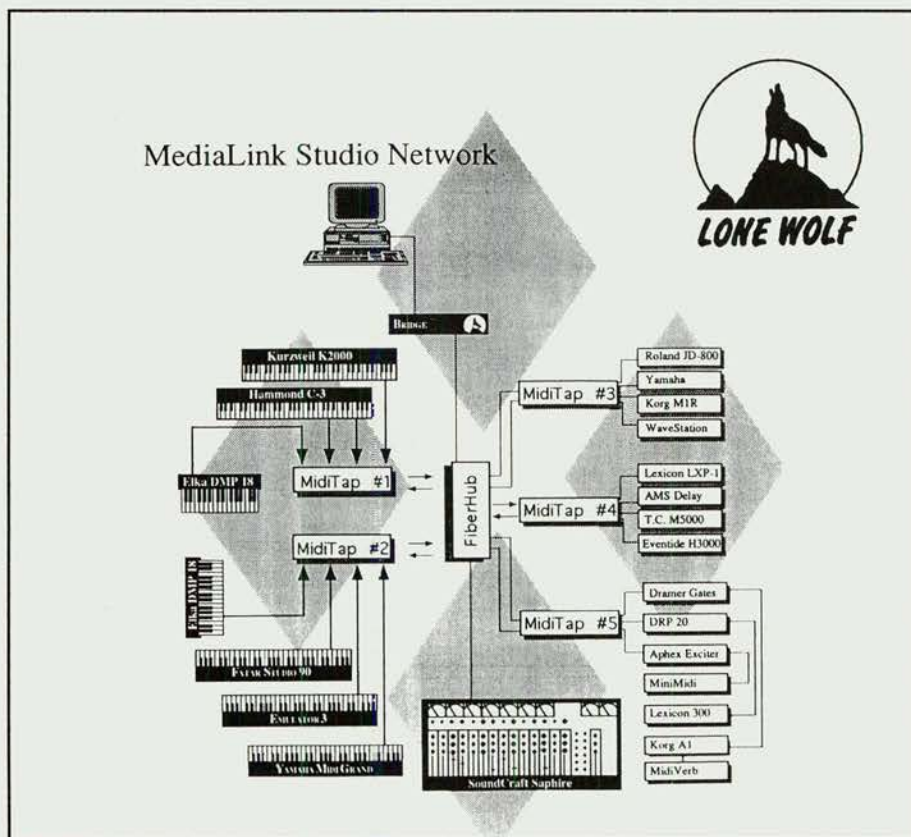 MediaLink Studio Network
LONE WOLF
BRIDGE
Kurzweil K2000
Hammond C-3
Elka DMP 18
MidiTap #1
MidiTap #2
Elka DMP 18
FATAR STUDIO 90
EMULATOR 3
YAMAHA MIDI GRAND
FiberHub
MidiTap #3
Roland JD-800
Yamaha
Korg M1R
WaveStation
MidiTap #4
Lexicon LXP-1
AMS Delay
T.C. M5000
Eventide H3000
MidiTap #5
Dramer Gates
DRP 20
Aphex Exciter
MiniMidi
Lexicon 300
Korg A1
MidiVerb
SoundCraft Saphire